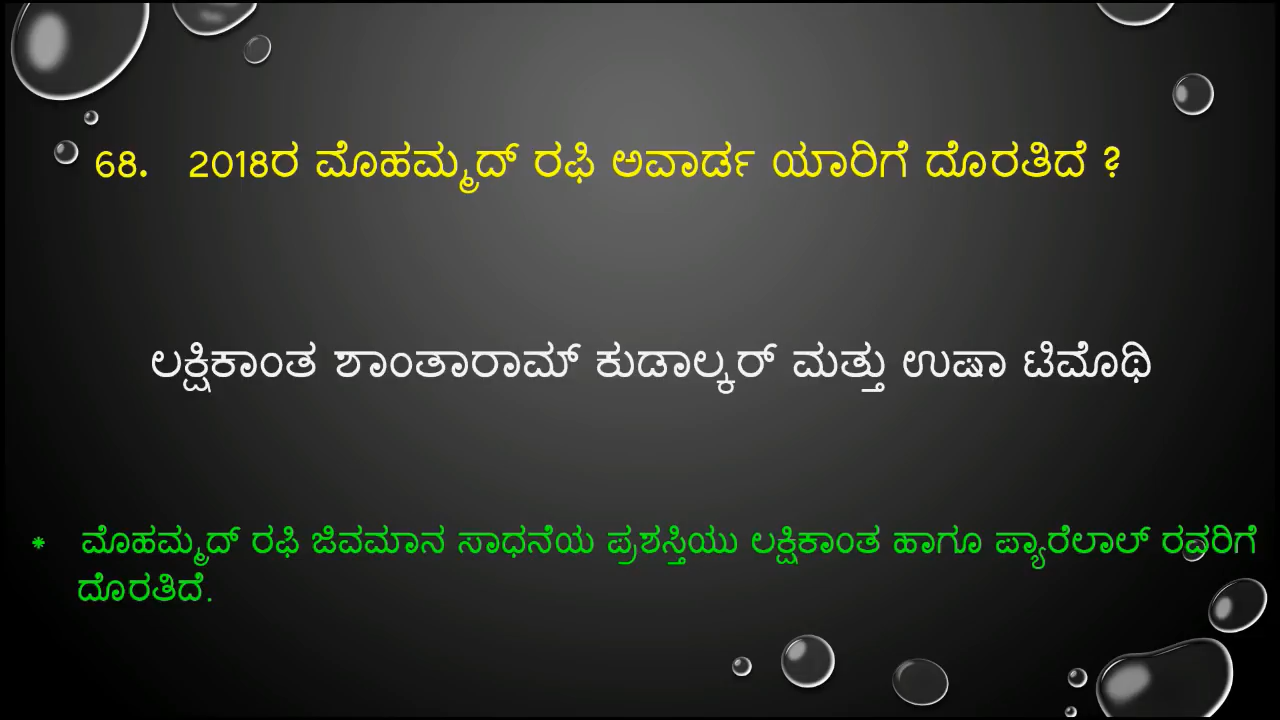 68. 2018ರ ಮೊಹಮ್ಮದ್ ರಫಿ ಅವಾರ್ಡ ಯಾರಿಗೆ ದೊರತಿದೆ ?
ಲಕ್ಷಿಕಾಂತ ಶಾಂತಾರಾಮ್ ಕುಡಾಲ್ಕರ್ ಮತ್ತು ಉಷಾ ಟಿಮೊಥಿ
* ಮೊಹಮ್ಮದ್ ರಫಿ ಜಿವಮಾನ ಸಾಧನೆಯ ಪ್ರಶಸ್ತಿಯು ಲಕ್ಷಿಕಾಂತ ಹಾಗೂ ಪ್ಯಾರೆಲಾಲ್ ರವರಿಗೆ
ದೊರತಿದೆ.